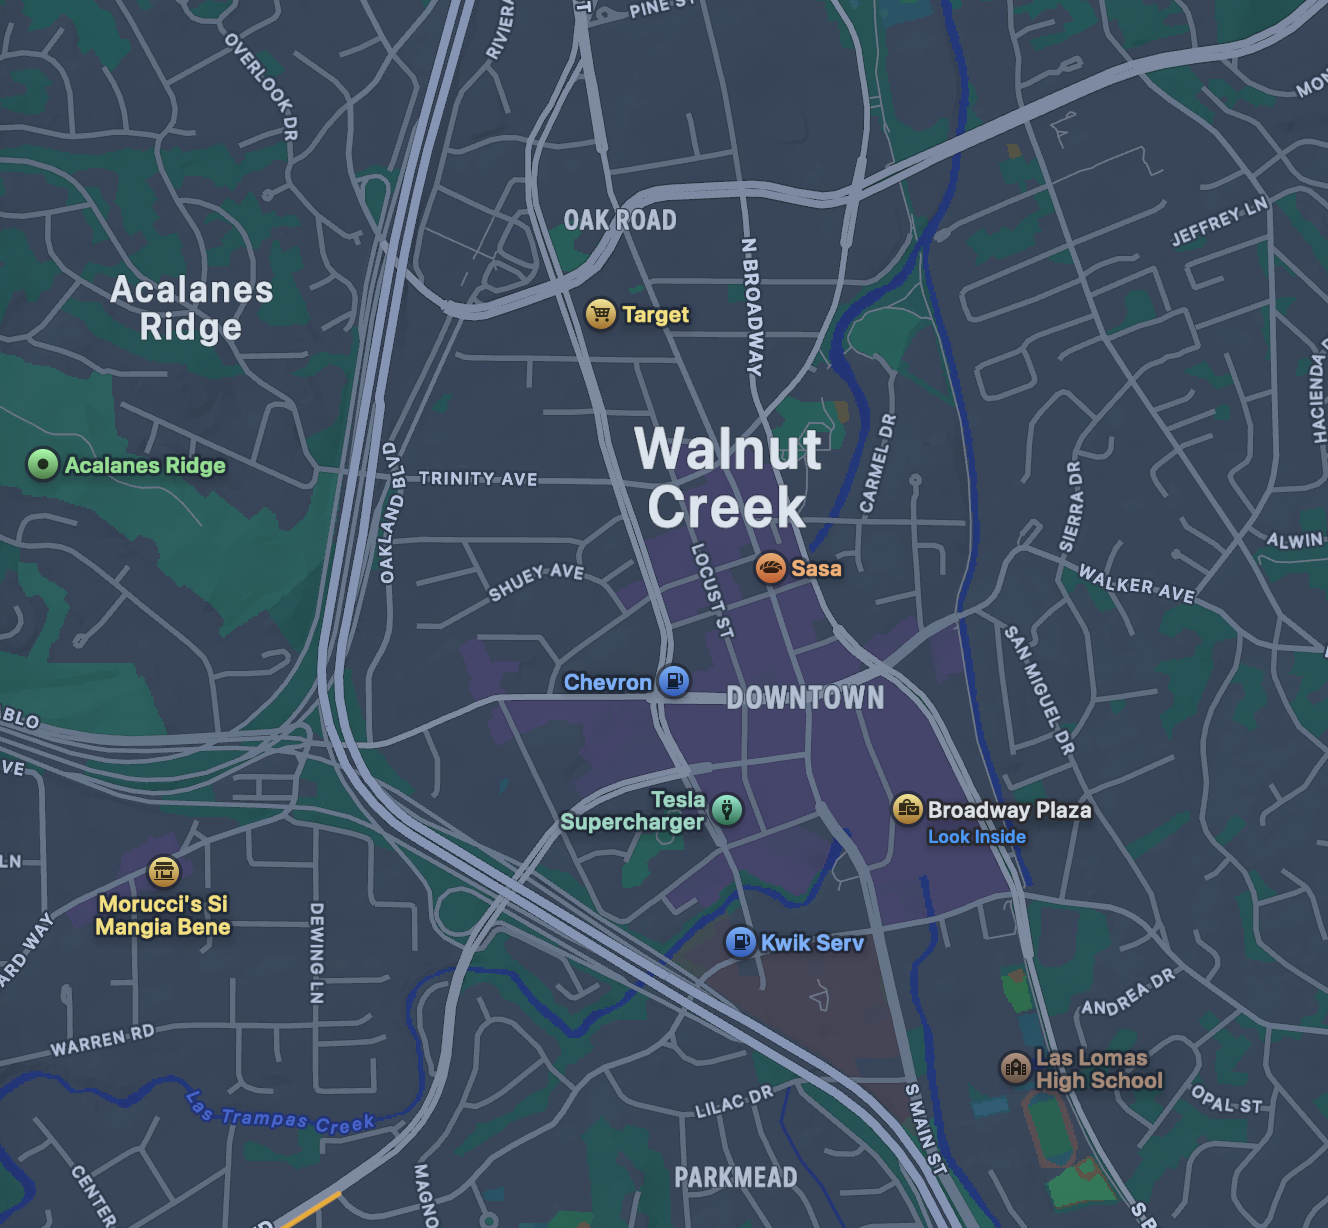 PINE ST
OVERLOOK DR
RIVIERA
OAK ROAD
JEFFREY LN
N BROADWAY
Acalanes
Ridge
Target
HACIENDA
Walnut
Creek
CARMEL DR
Acalanes Ridge
OAKLAND BLVD
TRINITY AVE
SIERRA DR
ALWIN
LOCUST ST
Sasa
SHUEY AVE
WALKER AVE
SAN MIGUEL DR
Chevron
DOWNTOWN
ABLO
VE
Tesla
Supercharger
Broadway Plaza
Look Inside
LN
Morucci's Si
Mangia Bene
DEWING LN
ARD WAY
Kwik Serv
ANDREA DR
WARREN RD
Las Lomas
High School
Las Trampas Creek
LILAC DR
S MAIN ST
OPAL ST
PARKMEAD
CENTER
MAGNO